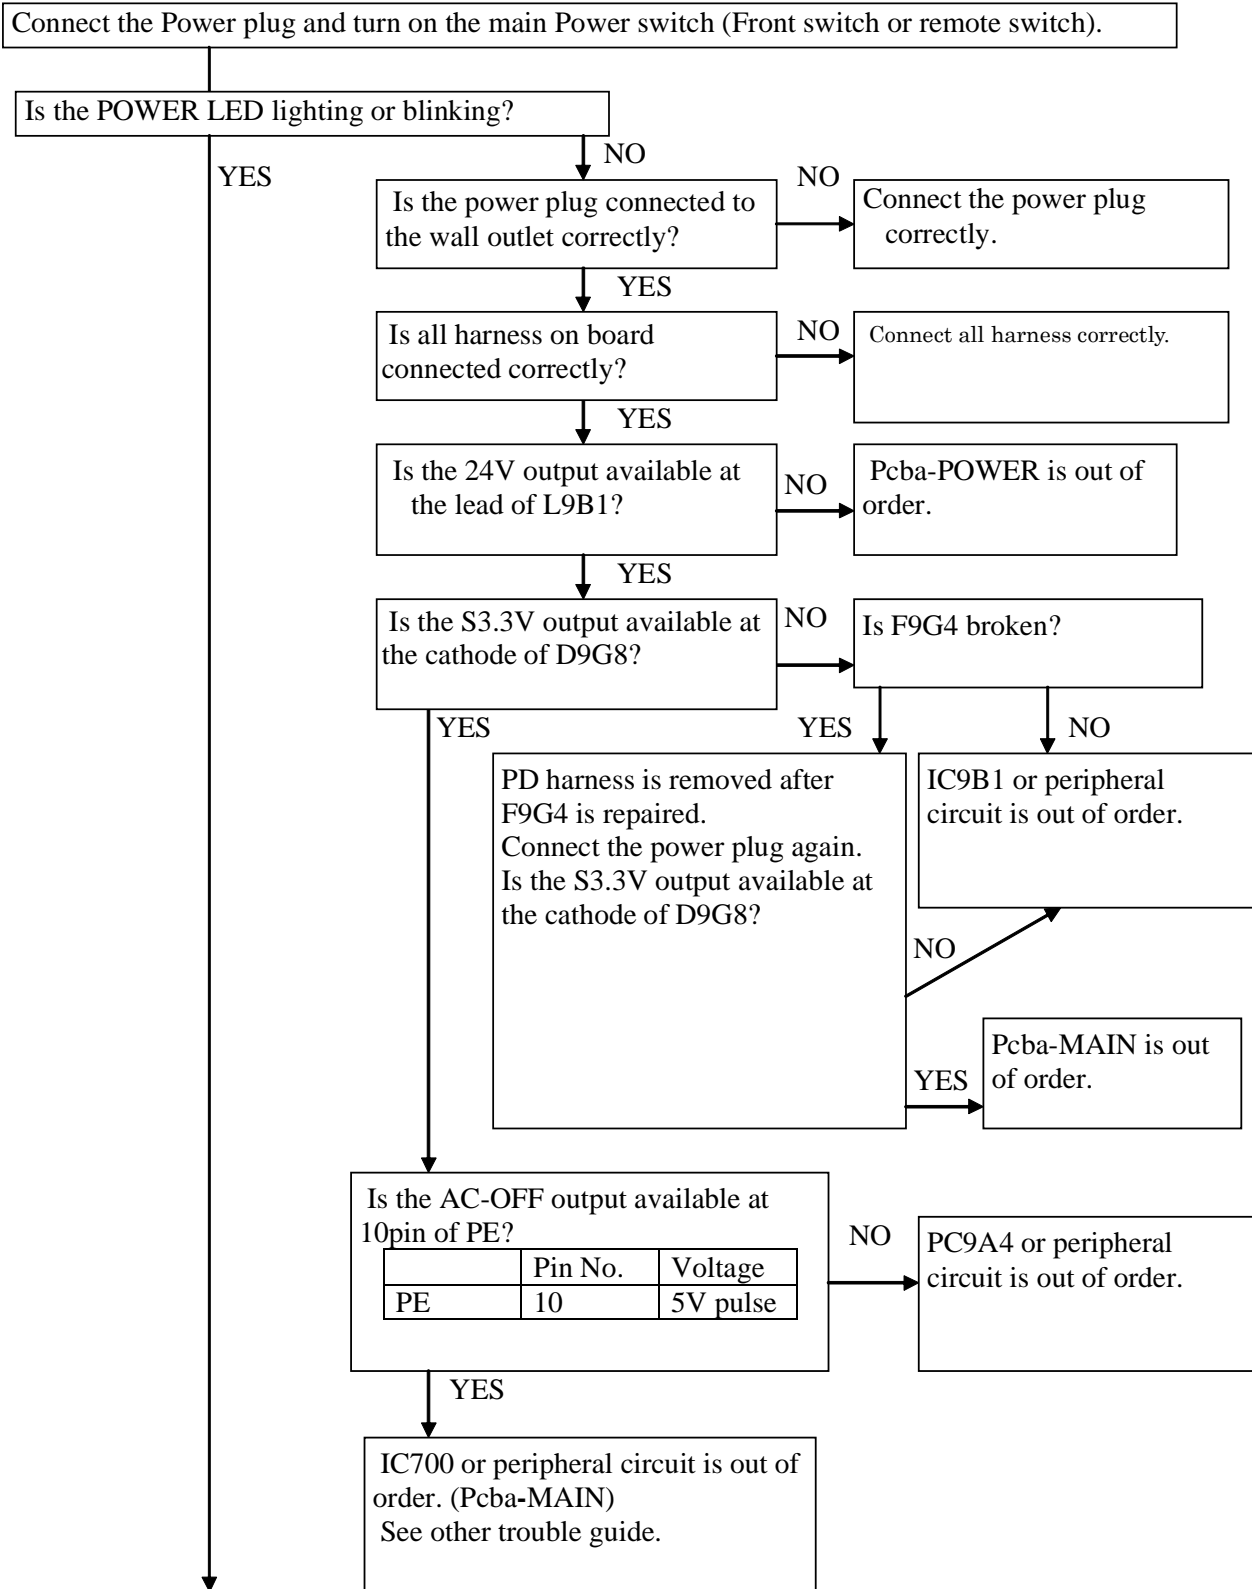 Connect the Power plug and turn on the main Power switch (Front switch or remote switch).
Is the POWER LED lighting or blinking?
NO
YES
Is the power plug connected to
the wall outlet correctly?
NO
Connect the power plug
correctly.
YES
Is all harness on board
connected correctly?
NO
Connect all harness correctly.
YES
Is the 24V output available at
the lead of L9B1?
NO
Pcba-POWER is out of
order.
YES
Is the S3.3V output available at
the cathode of D9G8?
NO
Is F9G4 broken?
YES
YES
NO
PD harness is removed after
F9G4 is repaired.
Connect the power plug again.
Is the S3.3V output available at
the cathode of D9G8?
IC9B1 or peripheral
circuit is out of order.
NO
Pcba-MAIN is out
of order.
YES
Is the AC-OFF output available at
10pin of PE?
Pin No. Voltage
PE 10 5V pulse
NO
PC9A4 or peripheral
circuit is out of order.
YES
IC700 or peripheral circuit is out of
order. (Pcba-MAIN)
See other trouble guide.